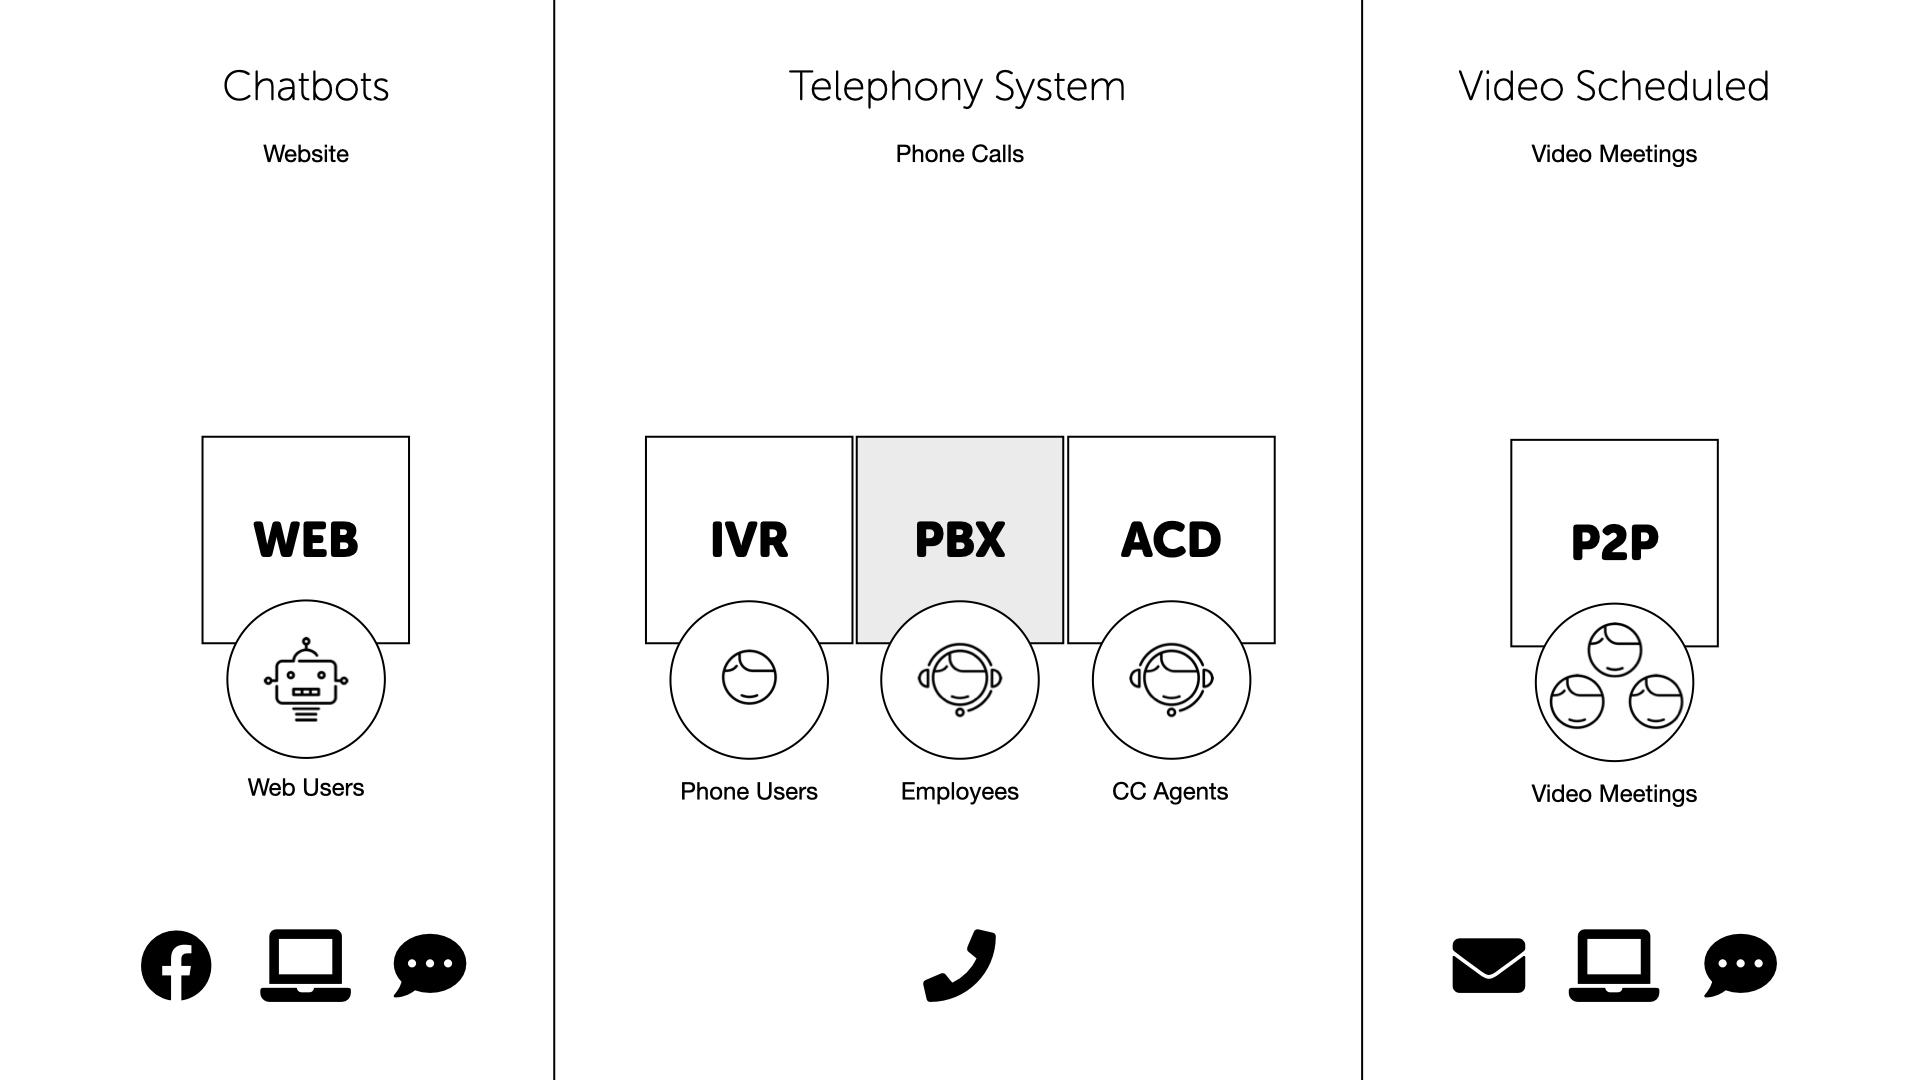 Chatbots
Website
WEB
Web Users
Telephony System
Phone Calls
IVR
PBX
ACD
Phone Users
Employees
CC Agents
Video Scheduled
Video Meetings
P2P
Video Meetings